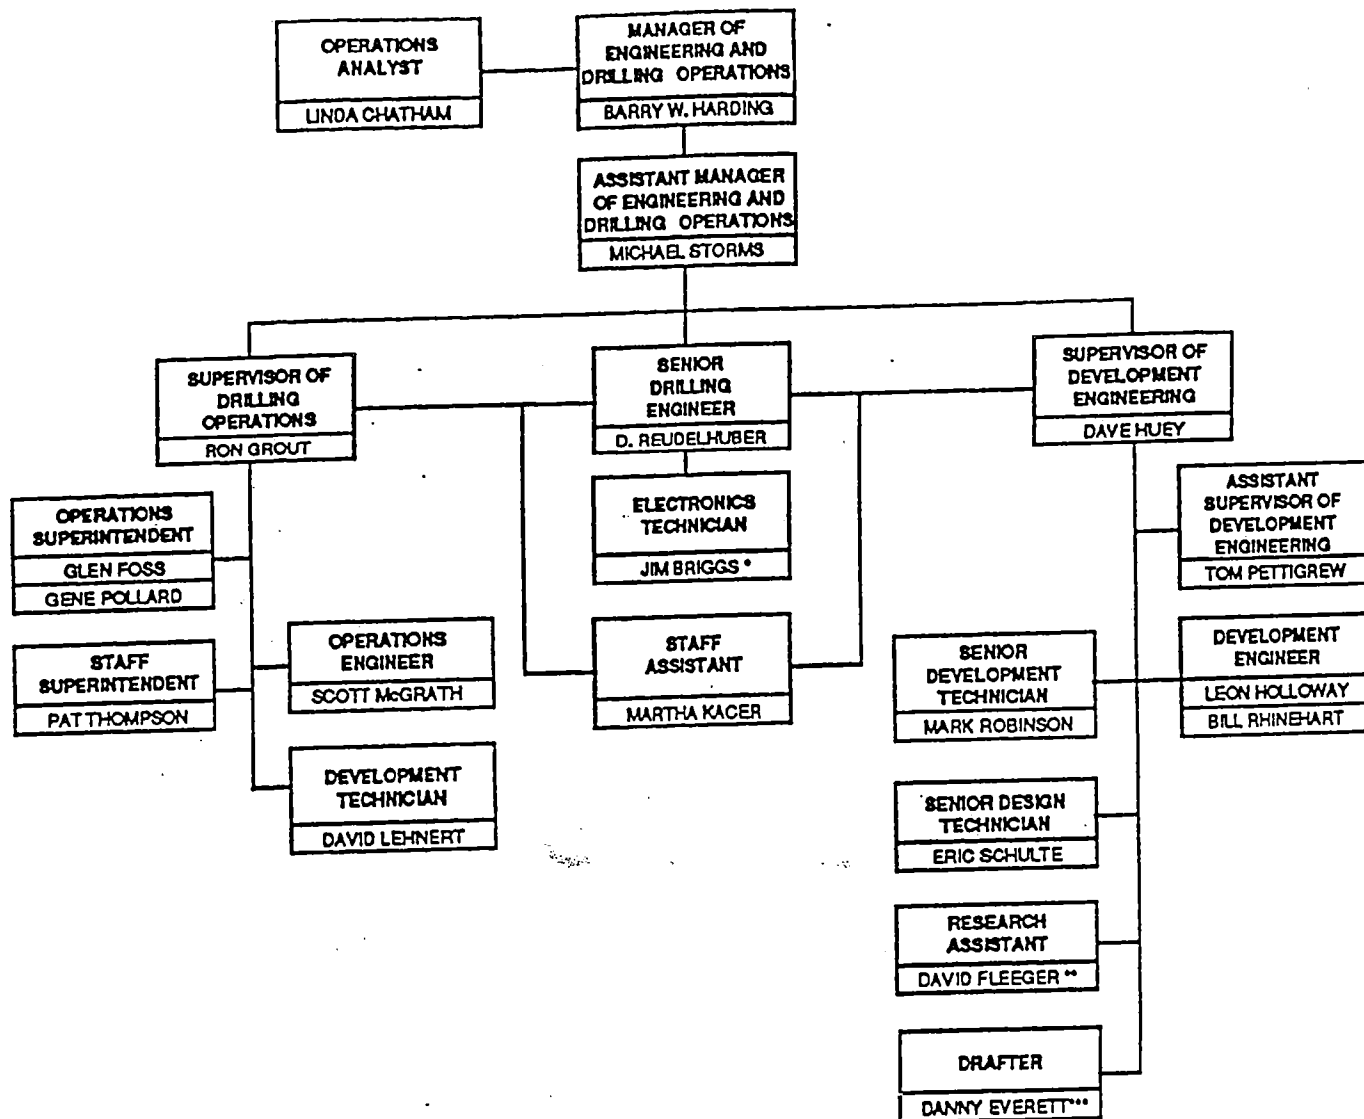 OPERATIONS
ANALYST
LINDA CHATHAM
MANAGER OF
ENGINEERING AND
DRILLING OPERATIONS
BARRY W. HARDING
ASSISTANT MANAGER
OF ENGINEERING AND
DRILLING OPERATIONS
MICHAEL STORMS
SUPERVISOR OF
DRILLING
OPERATIONS
RON GROUT
SENIOR
DRILLING
ENGINEER
D. REUDELHUBER
SUPERVISOR OF
DEVELOPMENT
ENGINEERING
DAVE HUEY
OPERATIONS
SUPERINTENDENT
GLEN FOSS
GENE POLLARD
ELECTRONICS
TECHNICIAN
JIM BRIGGS *
ASSISTANT
SUPERVISOR OF
DEVELOPMENT
ENGINEERING
TOM PETTIGREW
STAFF
SUPERINTENDENT
PAT THOMPSON
OPERATIONS
ENGINEER
SCOTT McGRATH
STAFF
ASSISTANT
MARTHA KACER
SENIOR
DEVELOPMENT
TECHNICIAN
MARK ROBINSON
DEVELOPMENT
ENGINEER
LEON HOLLOWAY
BILL RHINEHART
DEVELOPMENT
TECHNICIAN
DAVID LEHNERT
SENIOR DESIGN
TECHNICIAN
ERIC SCHULTE
RESEARCH
ASSISTANT
DAVID FLEEGER **
DRAFTER
DANNY EVERETT***